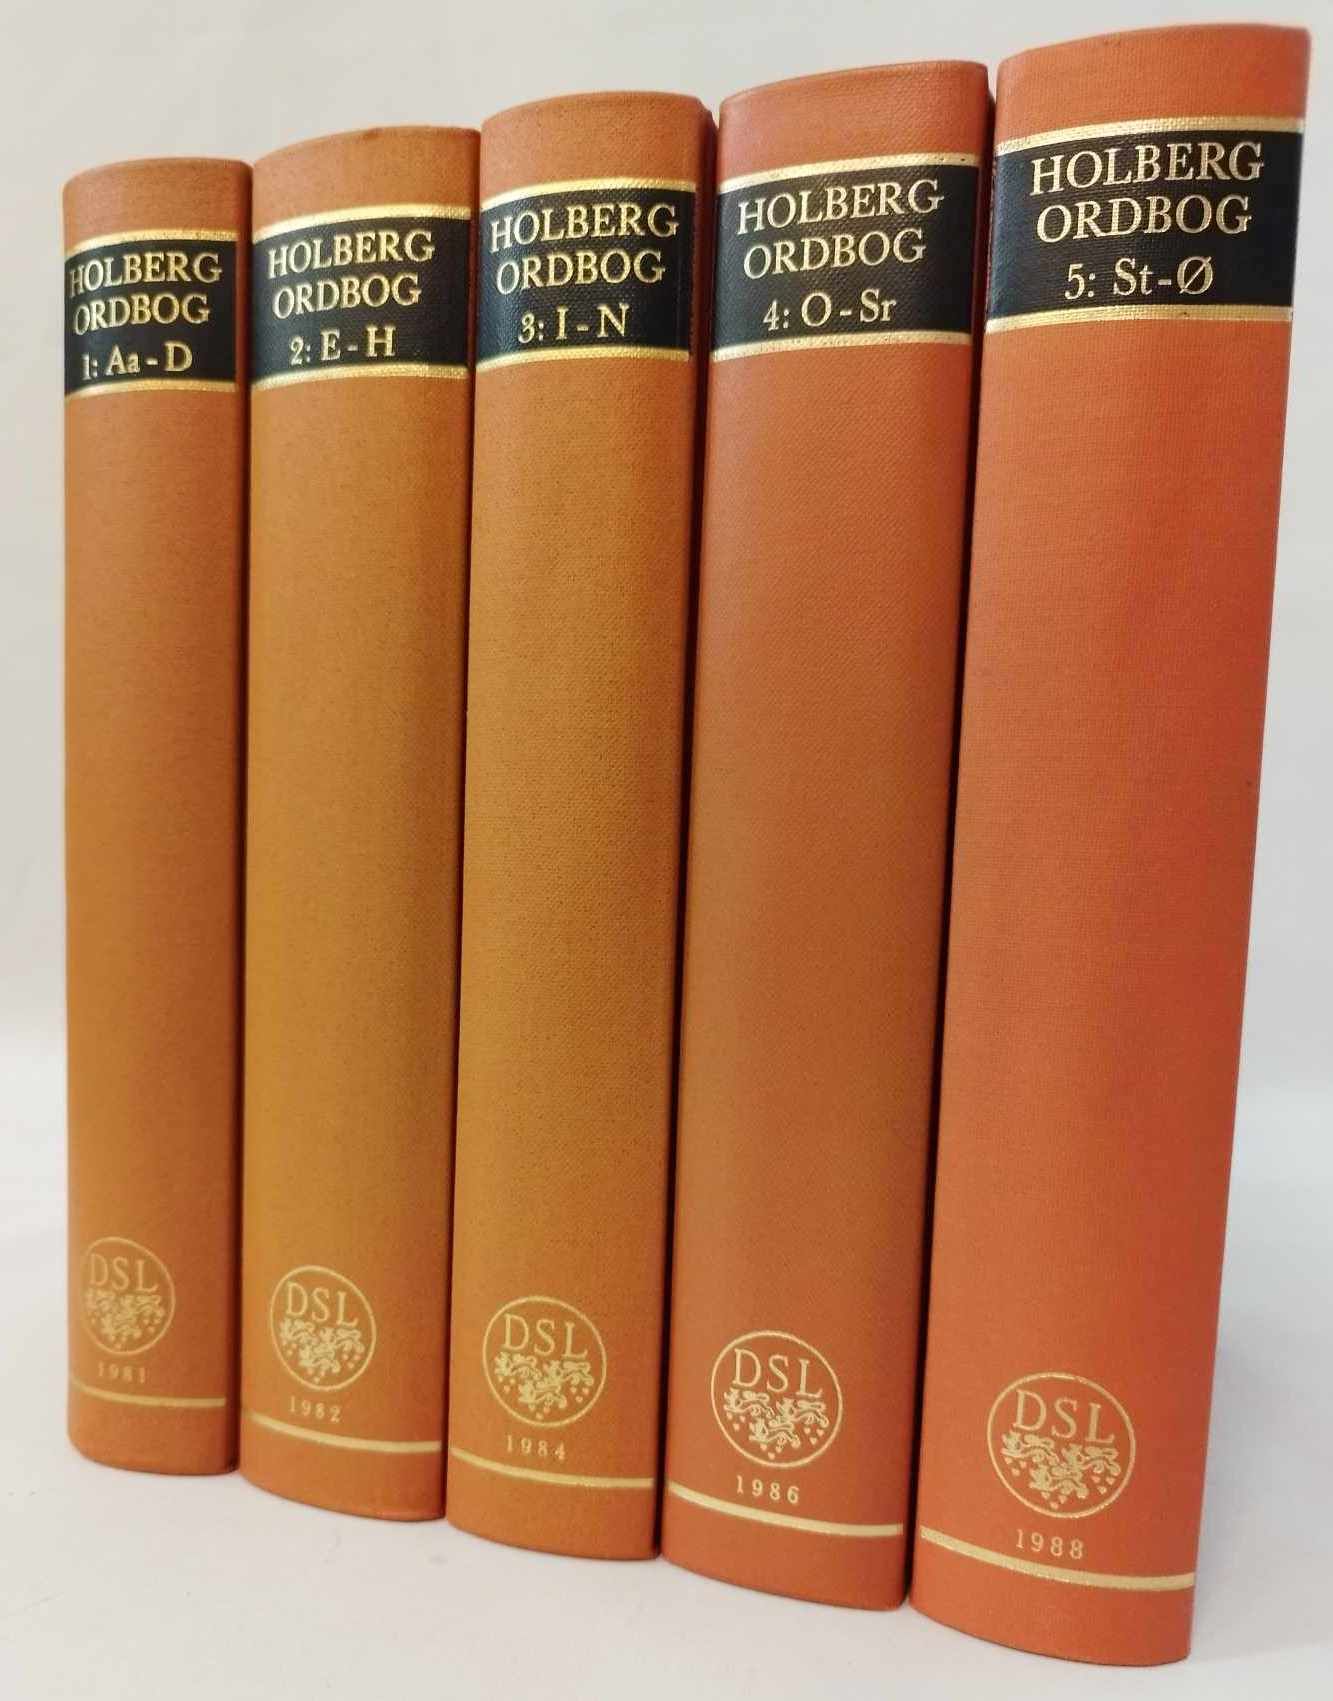 HOLBERG
ORDBOG
1: Aa - D
DSL
1981
HOLBERG
ORDBOG
2: E - H
DSL
1982
HOLBERG
ORDBOG
3: I - N
DSL
1984
HOLBERG
ORDBOG
4: O - Sr
DSL
1986
HOLBERG
ORDBOG
5: St - Ø
DSL
1988